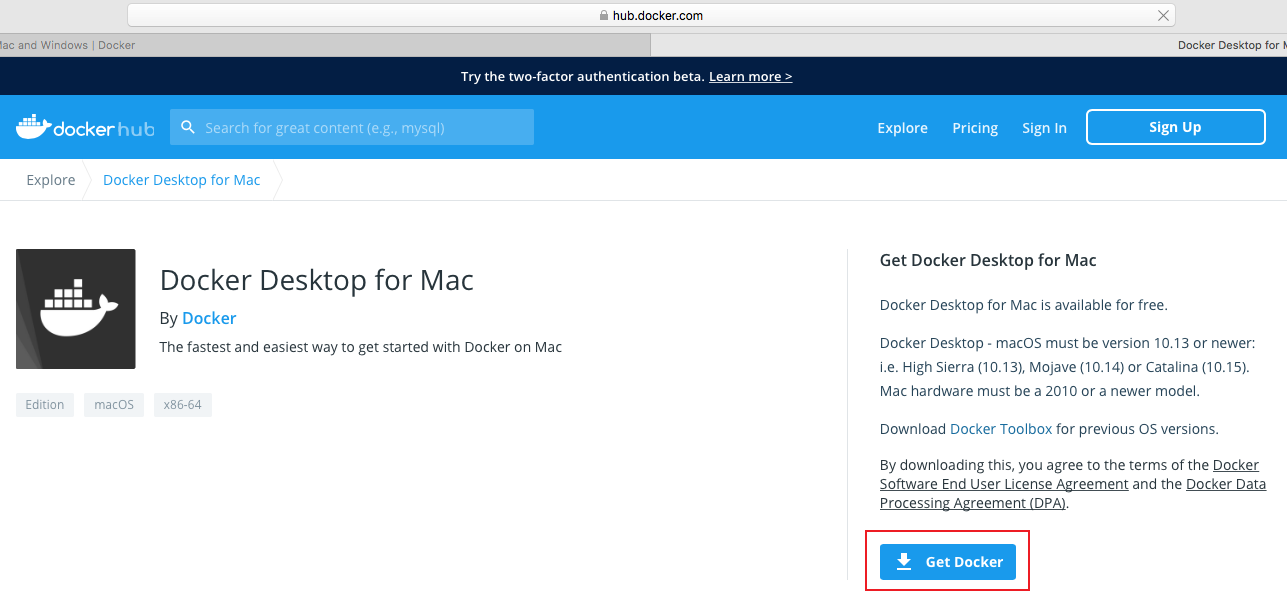 hub.docker.com
Mac and Windows | Docker
Docker Desktop for M
Try the two-factor authentication beta. Learn more >
docker hub
Search for great content (e.g., mysql)
Explore
Pricing
Sign In
Sign Up
Explore
Docker Desktop for Mac
Docker Desktop for Mac
By Docker
The fastest and easiest way to get started with Docker on Mac
Edition
macOS
x86-64
Get Docker Desktop for Mac
Docker Desktop for Mac is available for free.
Docker Desktop - macOS must be version 10.13 or newer:
i.e. High Sierra (10.13), Mojave (10.14) or Catalina (10.15).
Mac hardware must be a 2010 or a newer model.
Download Docker Toolbox for previous OS versions.
By downloading this, you agree to the terms of the Docker
Software End User License Agreement and the Docker Data
Processing Agreement (DPA).
Get Docker